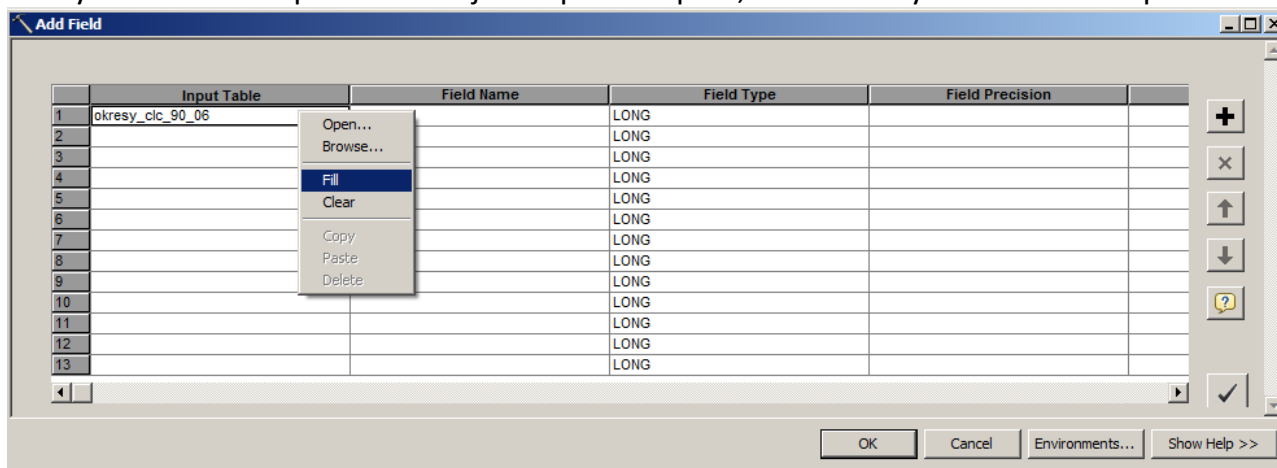 Add Field
Input Table Field Name Field Type Field Precision
1 okresy_clc_90_06 LONG
2 LONG
3 LONG
4 LONG
5 LONG
6 LONG
7 LONG
8 LONG
9 LONG
10 LONG
11 LONG
12 LONG
13 LONG
Open...
Browse...
Fill
Clear
Copy
Paste
Delete
OK Cancel Environments... Show Help >>